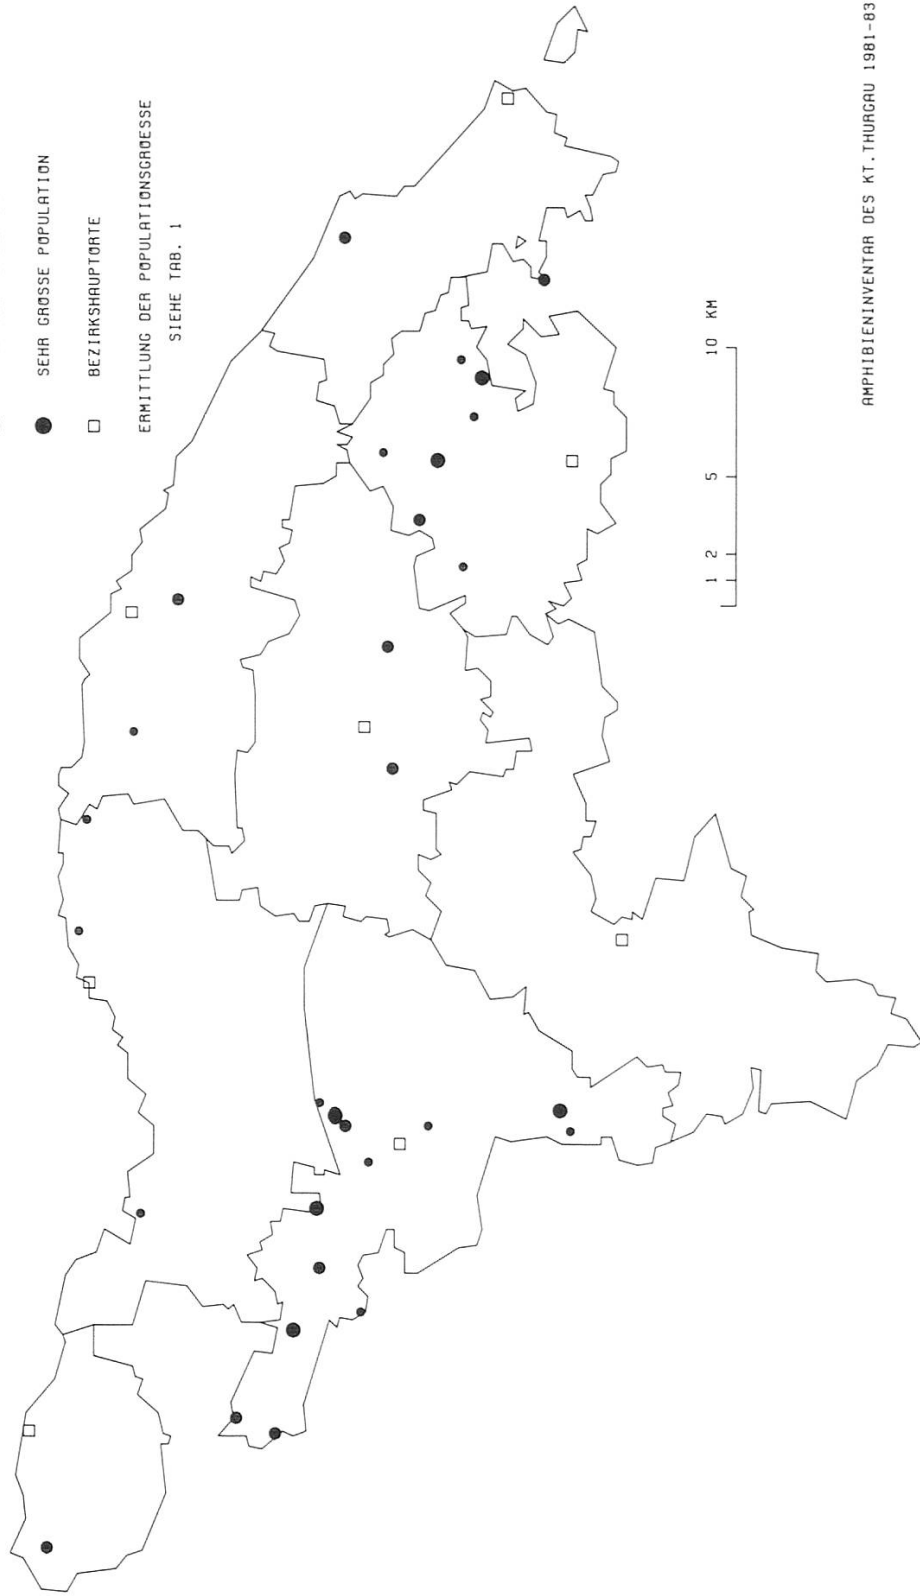 SEHR GROSSE POPULATION
BEZIRKSHAUPTORTE
ERMITTLUNG DER POPULATIONSGROESSE
SIEHE TAB. 1
1 2 5 10 KM
AMPHIBIENINVENTAR DES KT.THURGAU 1981-83